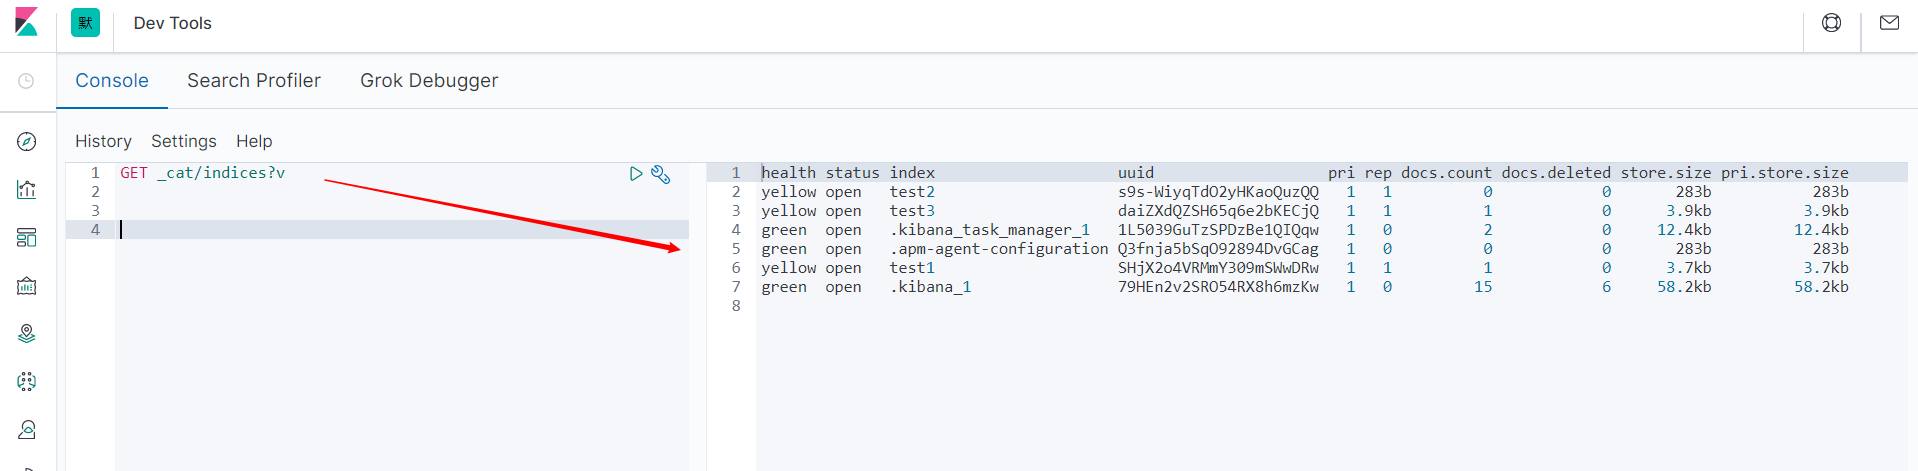 默 Dev Tools
Console Search Profiler Grok Debugger
History Settings Help
1 GET _cat/indices?v
2
3
4
1 health status index uuid pri rep docs.count docs.deleted store.size pri.store.size
2 yellow open test2 s9s-WiyqTdO2yHKaoQuzQQ 1 1 0 0 283b 283b
3 yellow open test3 daiZXdQZSH65q6e2bKECjQ 1 1 1 0 3.9kb 3.9kb
4 green open .kibana_task_manager_1 1L5039GuTzSPDzBe1QIQqw 1 0 2 0 12.4kb 12.4kb
5 green open .apm-agent-configuration Q3fnja5bSqO92894DvGCag 1 0 0 0 283b 283b
6 yellow open test1 SHjX2o4VRMmY309mSWwDRw 1 1 1 0 3.7kb 3.7kb
7 green open .kibana_1 79HEn2v2SRO54RX8h6mzKw 1 0 15 6 58.2kb 58.2kb
8